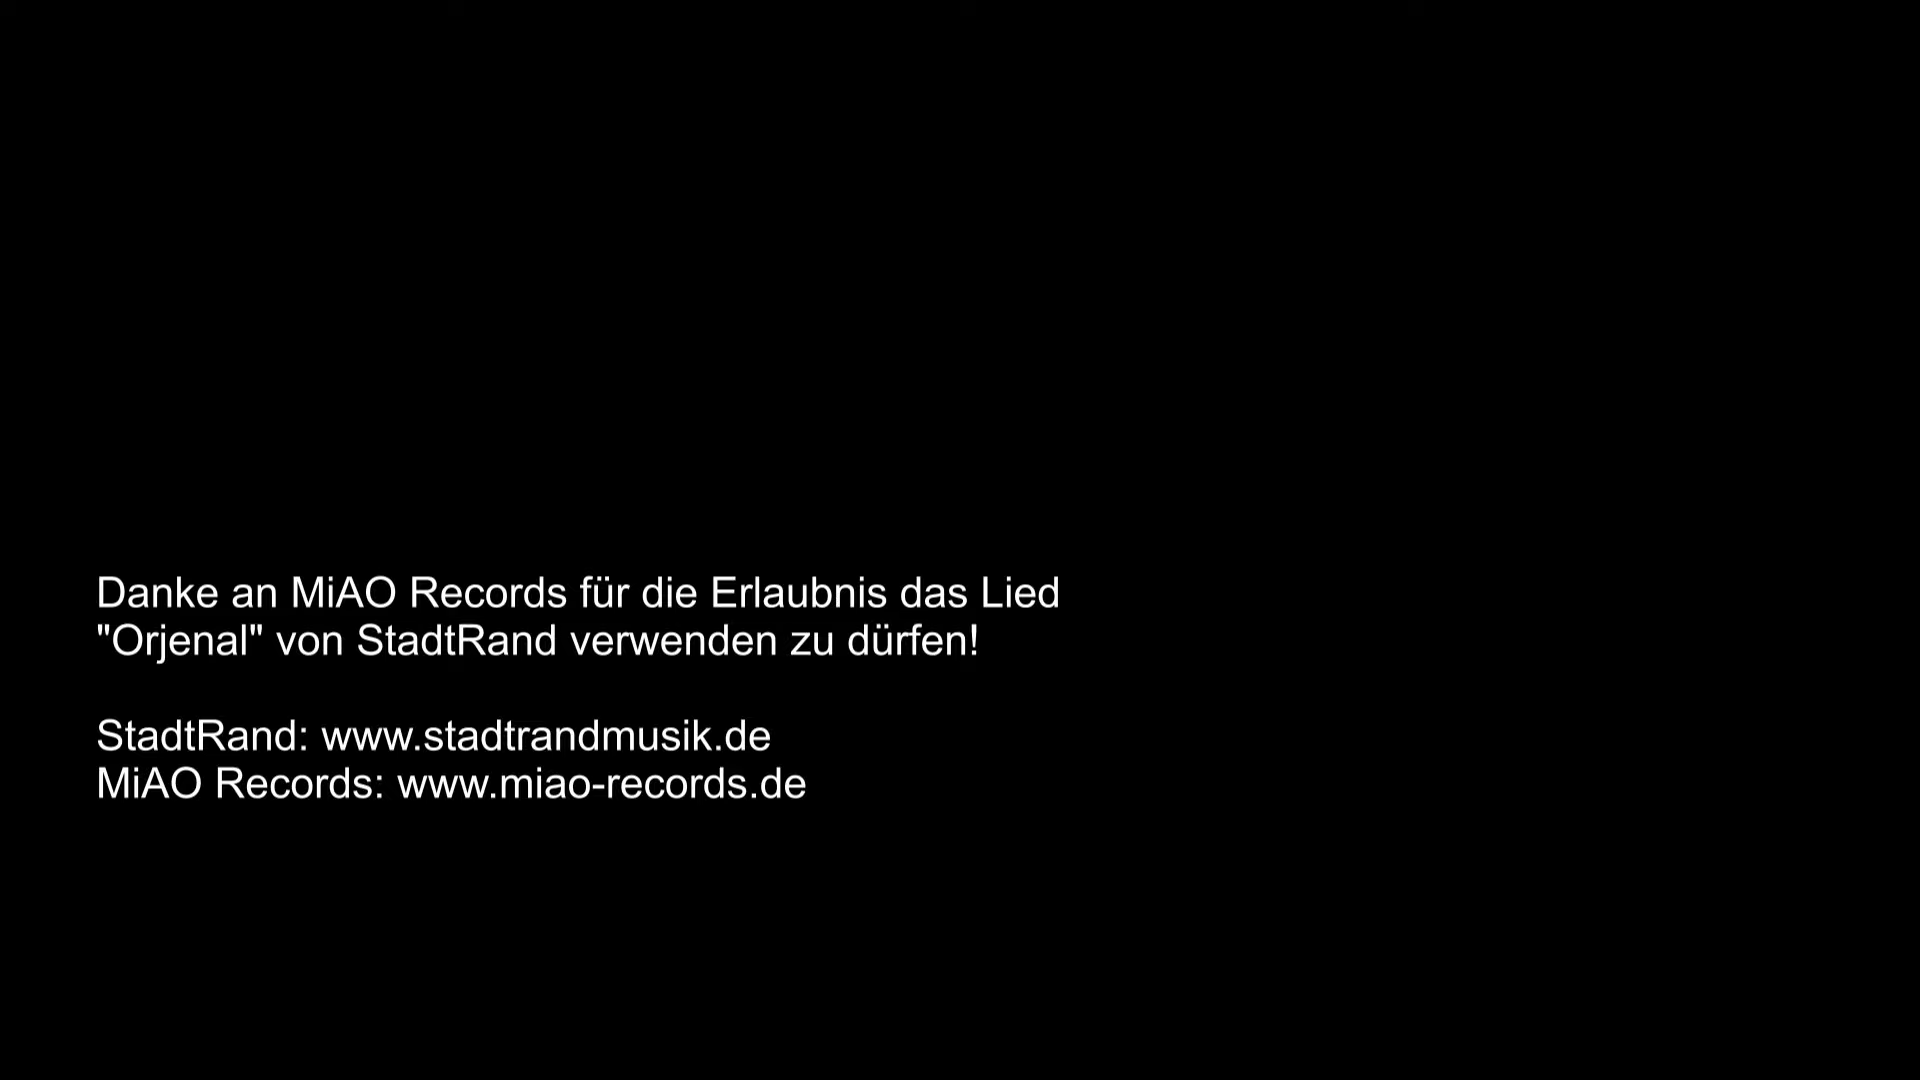 Danke an MiAO Records für die Erlaubnis das Lied
"Orjenal" von StadtRand verwenden zu dürfen!
StadtRand: www.stadtrandmusik.de
MiAO Records: www.miao-records.de